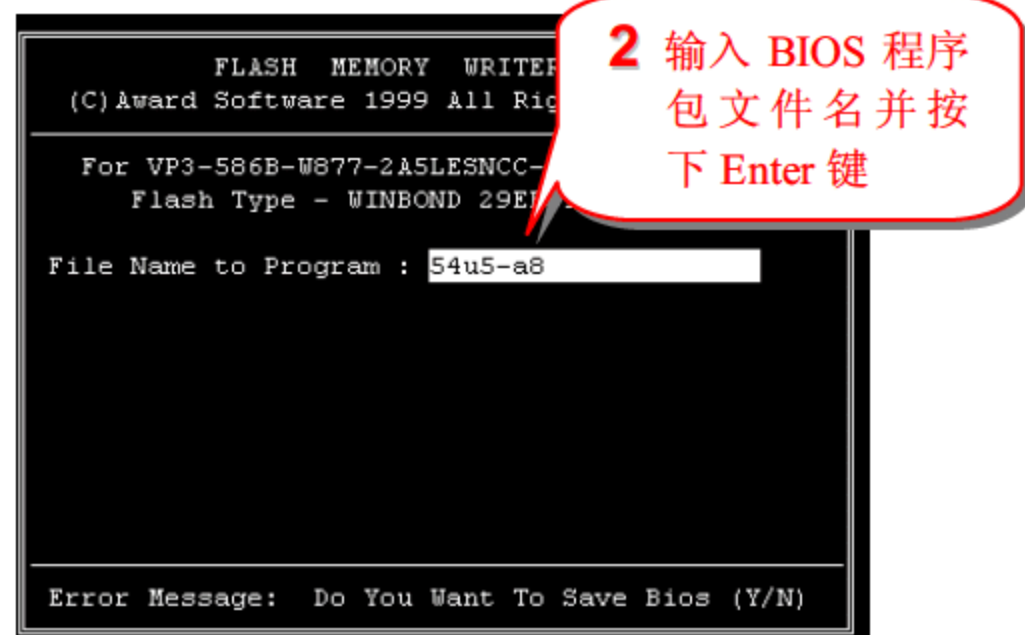 FLASH MEMORY WRITER
(C)Award Software 1999 All
For VP3-586B-W877-2A5LESNCC-
Flash Type - WINBOND
File Name to Program : 54u5-a8
Error Message: Do You Want To Save Bios (Y/N)
2 输入 BIOS 程序
包文件名并按
下 Enter 键